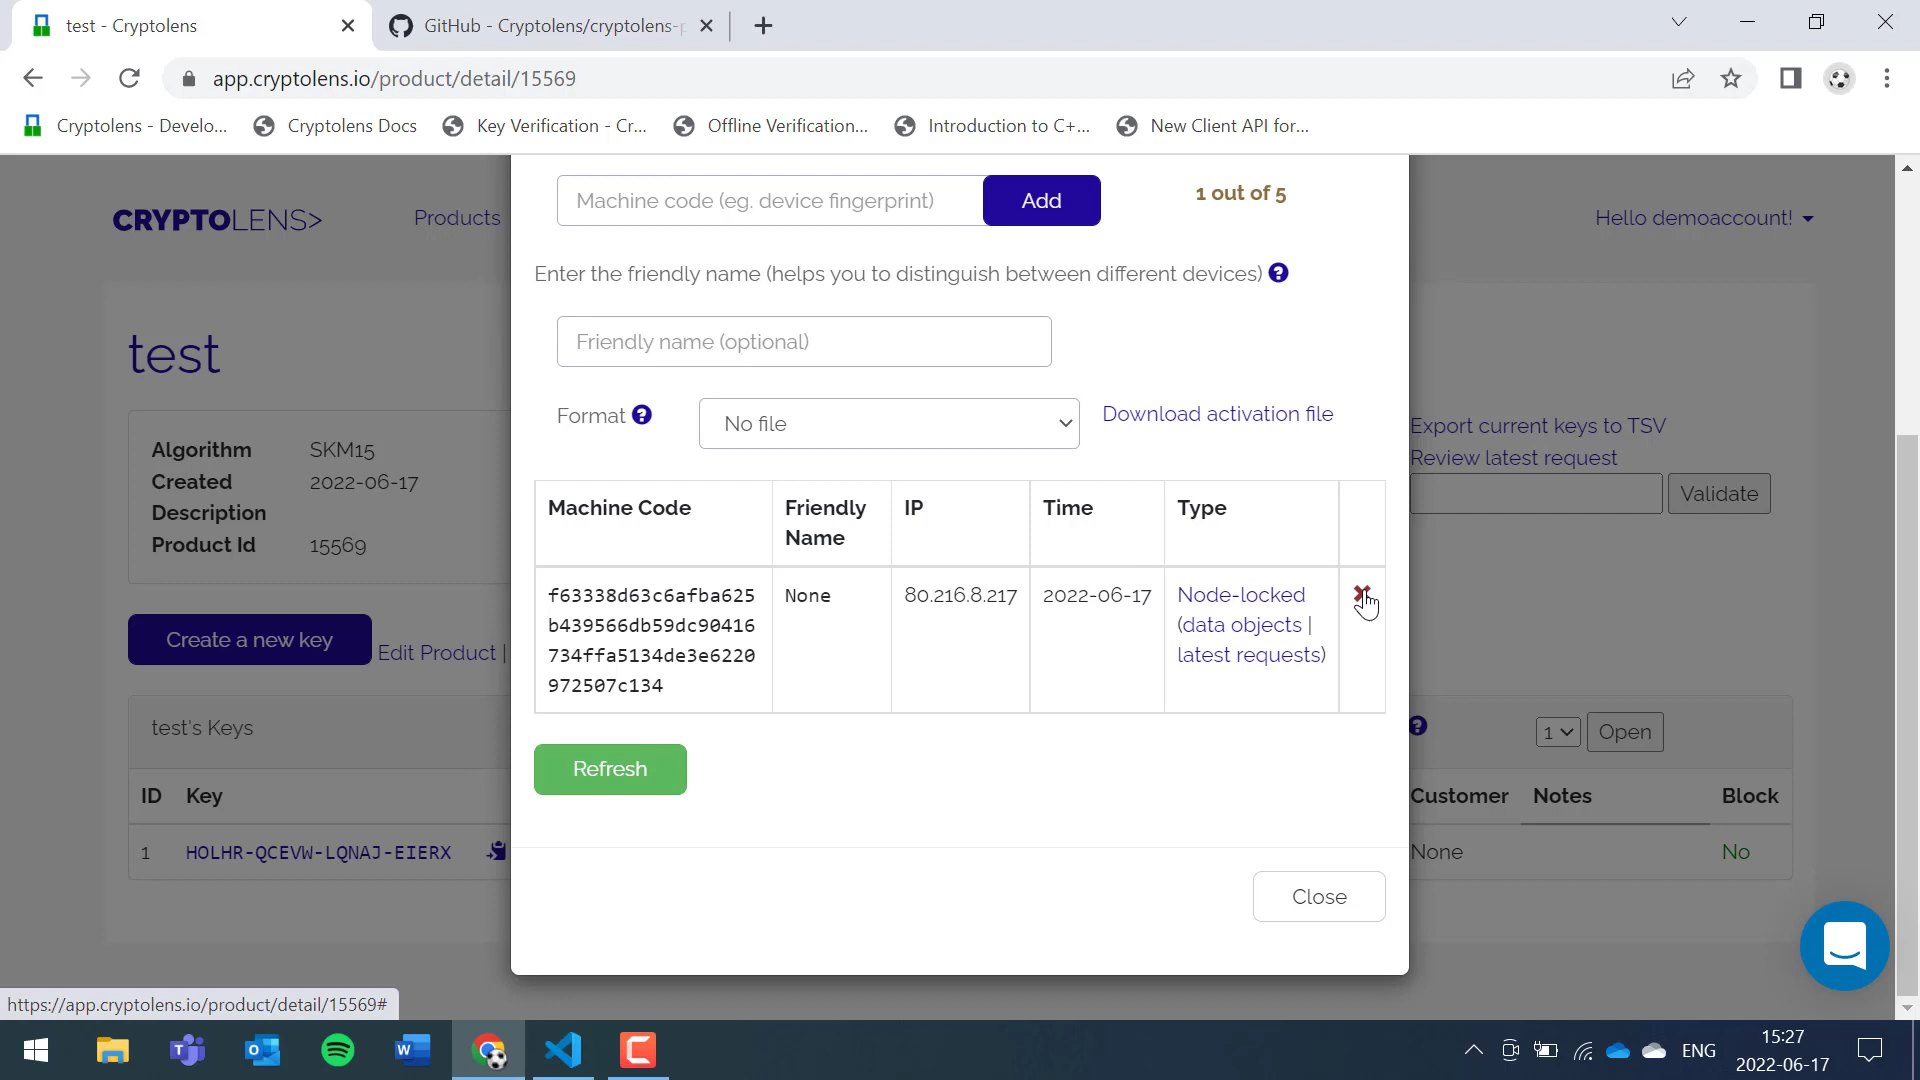 test - Cryptolens
GitHub - Cryptolens/cryptolens-p
app.cryptolens.io/product/detail/15569
Cryptolens - Develo...
Cryptolens Docs
Key Verification - Cr...
Offline Verification...
Introduction to C+...
New Client API for...
CRYPTOLENS>
Products
Hello demoaccount!
Machine code (eg. device fingerprint)
Add
1 out of 5
Enter the friendly name (helps you to distinguish between different devices) ?
Friendly name (optional)
Format ?
No file
Download activation file
test
Algorithm SKM15
Created 2022-06-17
Description
Product Id 15569
Export current keys to TSV
Review latest request
Validate
Machine Code
Friendly
Name
IP
Time
Type
f63338d63c6afba625
b439566db59dc90416
734ffa5134de3e6220
972507c134
None
80.216.8.217
2022-06-17
Node-locked
(data objects |
latest requests)
Create a new key
Edit Product |
Refresh
test's Keys
?
1
Open
ID
Key
Customer
Notes
Block
1
HOLHR-QCEVW-LQNAJ-EIERX
None
No
Close
https://app.cryptolens.io/product/detail/15569#
ENG
15:27
2022-06-17